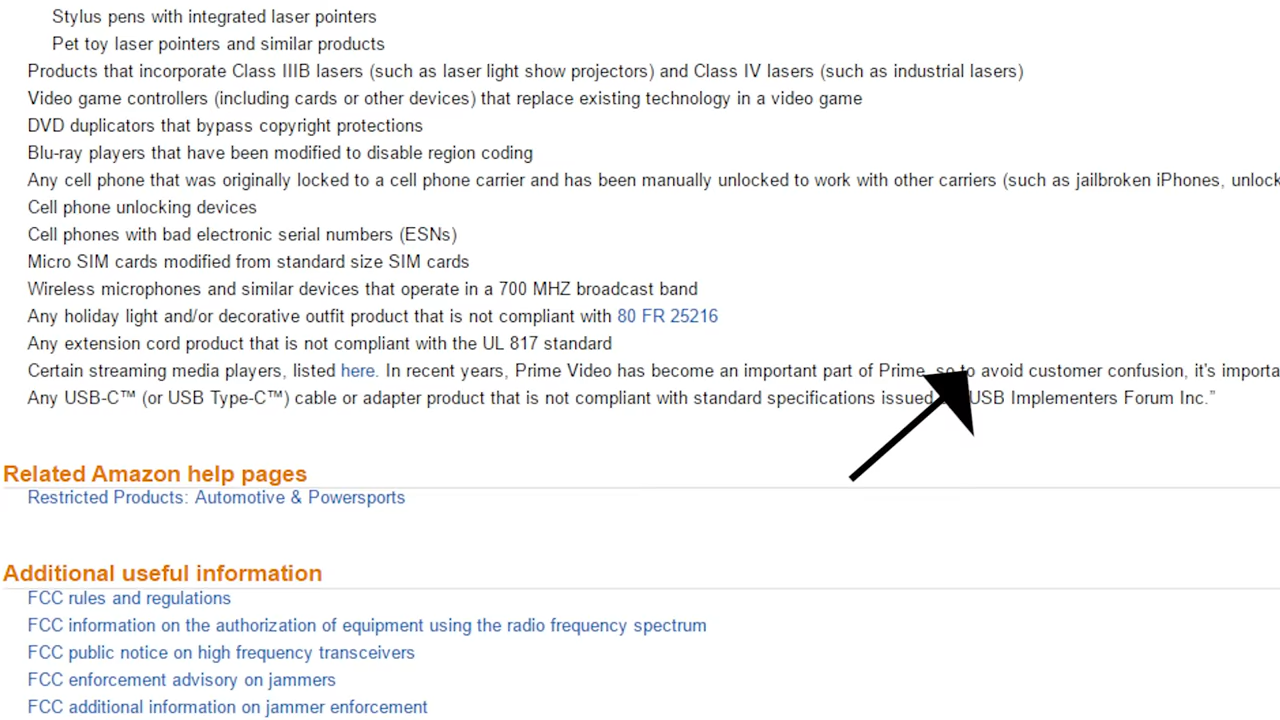 Stylus pens with integrated laser pointers
Pet toy laser pointers and similar products
Products that incorporate Class IIIB lasers (such as laser light show projectors) and Class IV lasers (such as industrial lasers)
Video game controllers (including cards or other devices) that replace existing technology in a video game
DVD duplicators that bypass copyright protections
Blu-ray players that have been modified to disable region coding
Any cell phone that was originally locked to a cell phone carrier and has been manually unlocked to work with other carriers (such as jailbroken iPhones, unlock
Cell phone unlocking devices
Cell phones with bad electronic serial numbers (ESNs)
Micro SIM cards modified from standard size SIM cards
Wireless microphones and similar devices that operate in a 700 MHZ broadcast band
Any holiday light and/or decorative outfit product that is not compliant with 80 FR 25216
Any extension cord product that is not compliant with the UL 817 standard
Certain streaming media players, listed here. In recent years, Prime Video has become an important part of Prime, so to avoid customer confusion, it's importa
Any USB-C™ (or USB Type-C™) cable or adapter product that is not compliant with standard specifications issued USB Implementers Forum Inc.”
Related Amazon help pages
Restricted Products: Automotive & Powersports
Additional useful information
FCC rules and regulations
FCC information on the authorization of equipment using the radio frequency spectrum
FCC public notice on high frequency transceivers
FCC enforcement advisory on jammers
FCC additional information on jammer enforcement